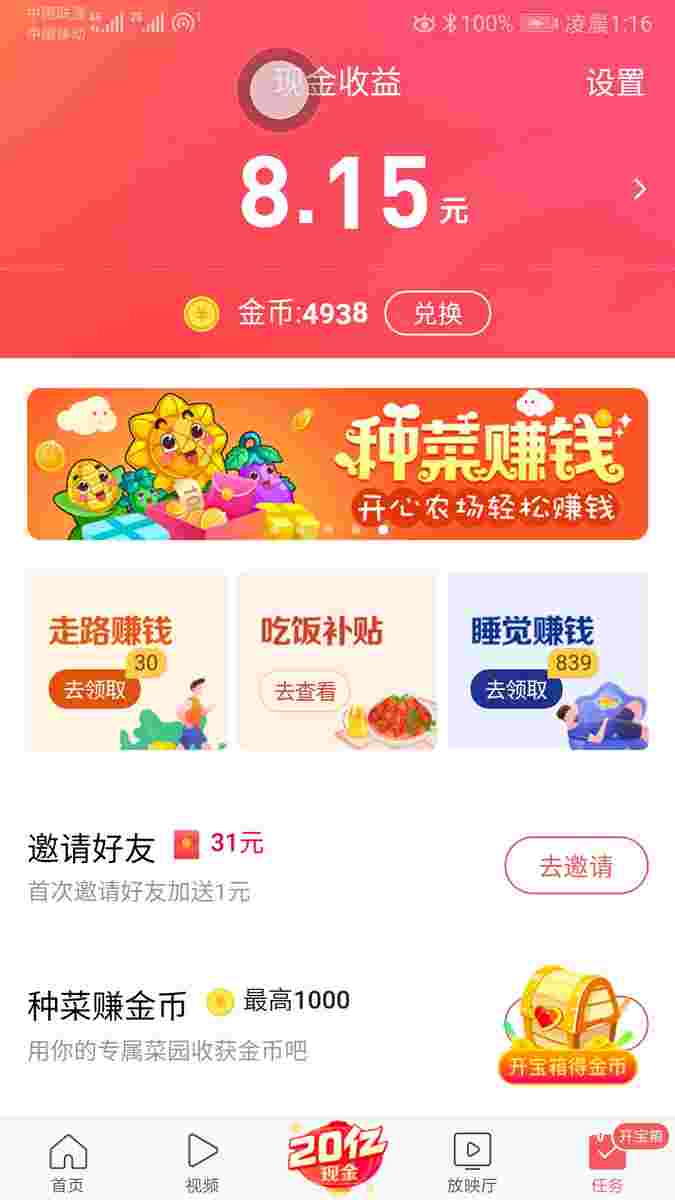 中国联通 4G 2G 1
中国移动
100% 凌晨1:16
现金收益 设置
8.15元
金币:4938 兑换
种菜赚钱
开心农场轻松赚钱
走路赚钱 吃饭补贴 睡觉赚钱
30 839
去领取 去查看 去领取
邀请好友 31元
首次邀请好友加送1元
去邀请
种菜赚金币 最高1000
用你的专属菜园收获金币吧
开宝箱得金币
20亿
现金
开宝箱
首页 视频 放映厅 任务